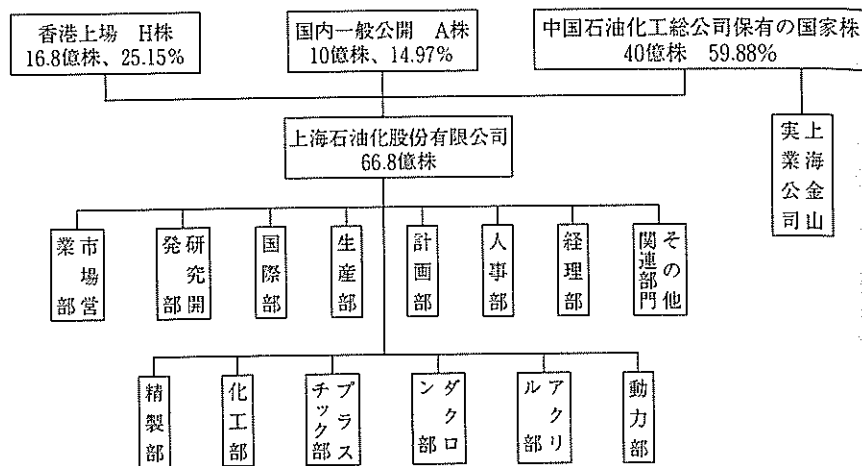 香港上場 H株
16.8億株、25.15%
国内一般公開 A株
10億株、14.97%
中国石油化工総公司保有の国家株
40億株 59.88%
上海石油化股份有限公司
66.8億株
上海金山
実業公司
市場営
業部
研究開
発部
国際部
生産部
計画部
人事部
経理部
その他
関連部門
精製部
化工部
プラス
チック部
ダクロ
ン部
アクリ
ル部
動力部